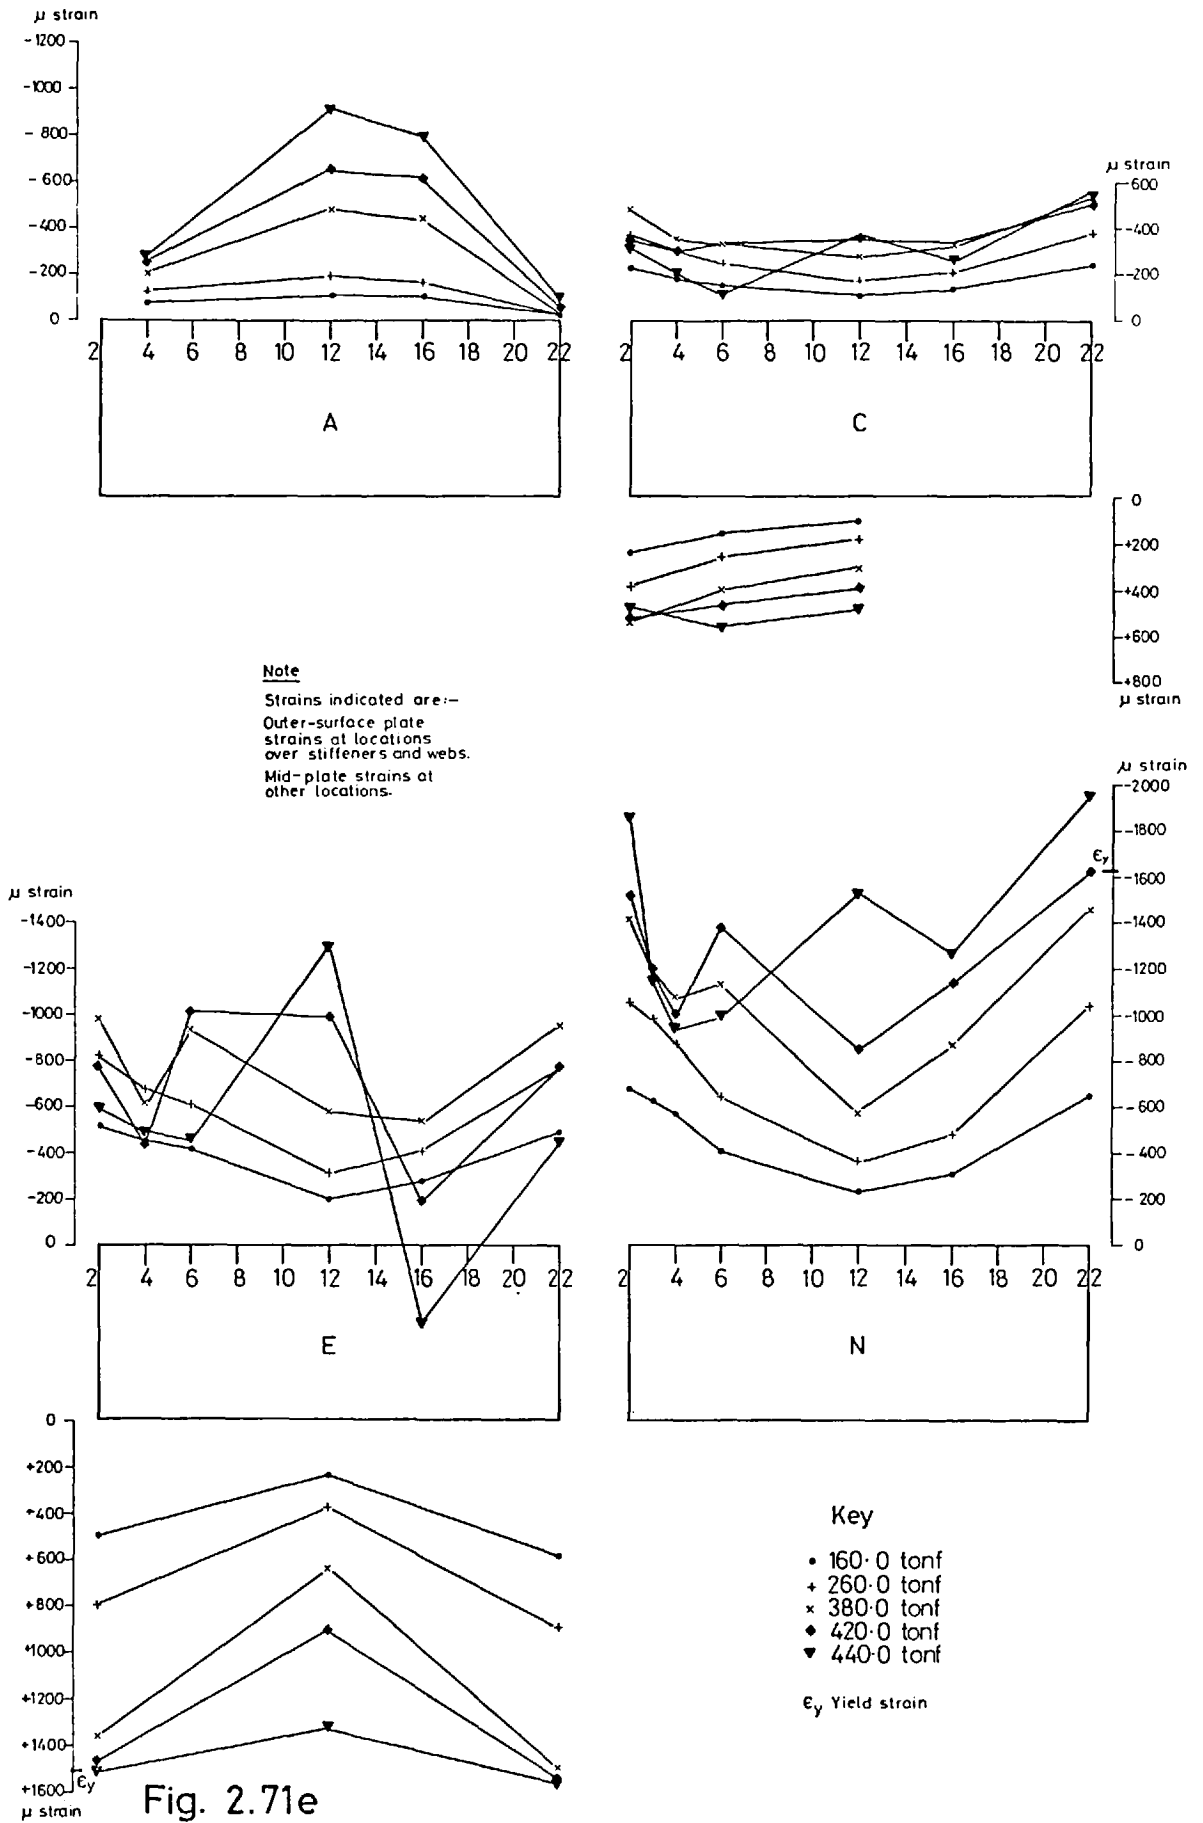 μ strain
-1200
-1000
- 800
- 600
-400
-200
0
2 4 6 8 10 12 14 16 18 20 22
A
μ strain
-600
-400
-200
0
2 4 6 8 10 12 14 16 18 20 22
C
0
+200
+400
+600
+800
μ strain
Note
Strains indicated are:-
Outer-surface plate
strains at locations
over stiffeners and webs.
Mid-plate strains at
other locations.
μ strain
-1400
-1200
-1000
-800
-600
-400
-200
0
2 4 6 8 10 12 14 16 18 20 22
E
0
+200
+400
+600
+800
+1000
+1200
+1400
+1600
ϵy
μ strain
μ strain
-2000
-1800
ϵy
-1600
-1400
-1200
-1000
- 800
- 600
- 400
- 200
0
2 4 6 8 10 12 14 16 18 20 22
N
Key
• 160·0 tonf
+ 260·0 tonf
× 380·0 tonf
◆ 420·0 tonf
▼ 440·0 tonf
ϵy Yield strain
Fig. 2.71e